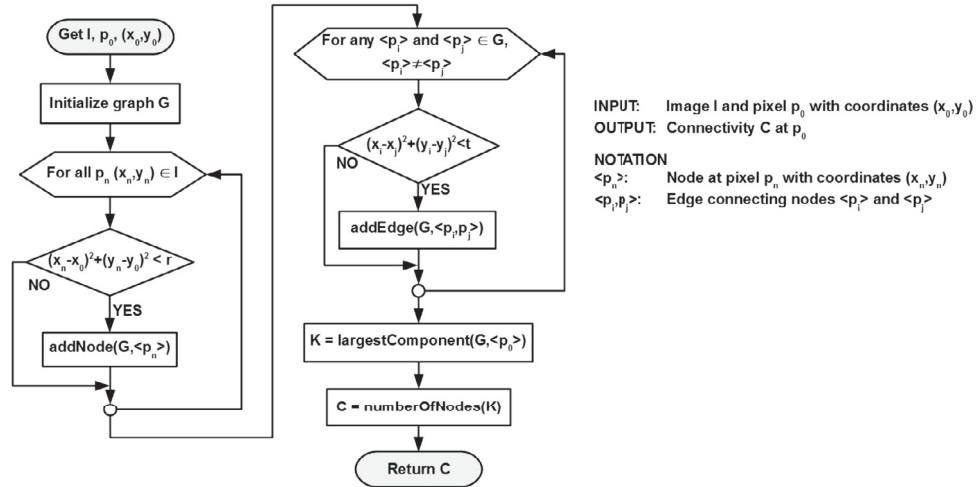 Get I, p₀, (x₀,y₀)
Initialize graph G
For all pₙ (xₙ,yₙ) ∈ I
(xₙ-x₀)²+(yₙ-y₀)² < r
NO
YES
addNode(G,<pₙ>)
For any <pᵢ> and <pⱼ> ∈ G,
<pᵢ>≠<pⱼ>
(xᵢ-xⱼ)²+(yᵢ-yⱼ)²<t
NO
YES
addEdge(G,<pᵢ,pⱼ>)
K = largestComponent(G,<p₀>)
C = numberOfNodes(K)
Return C
INPUT: Image I and pixel p₀ with coordinates (x₀,y₀)
OUTPUT: Connectivity C at p₀
NOTATION
<pₙ>: Node at pixel pₙ with coordinates (xₙ,yₙ)
<pᵢ,pⱼ>: Edge connecting nodes <pᵢ> and <pⱼ>